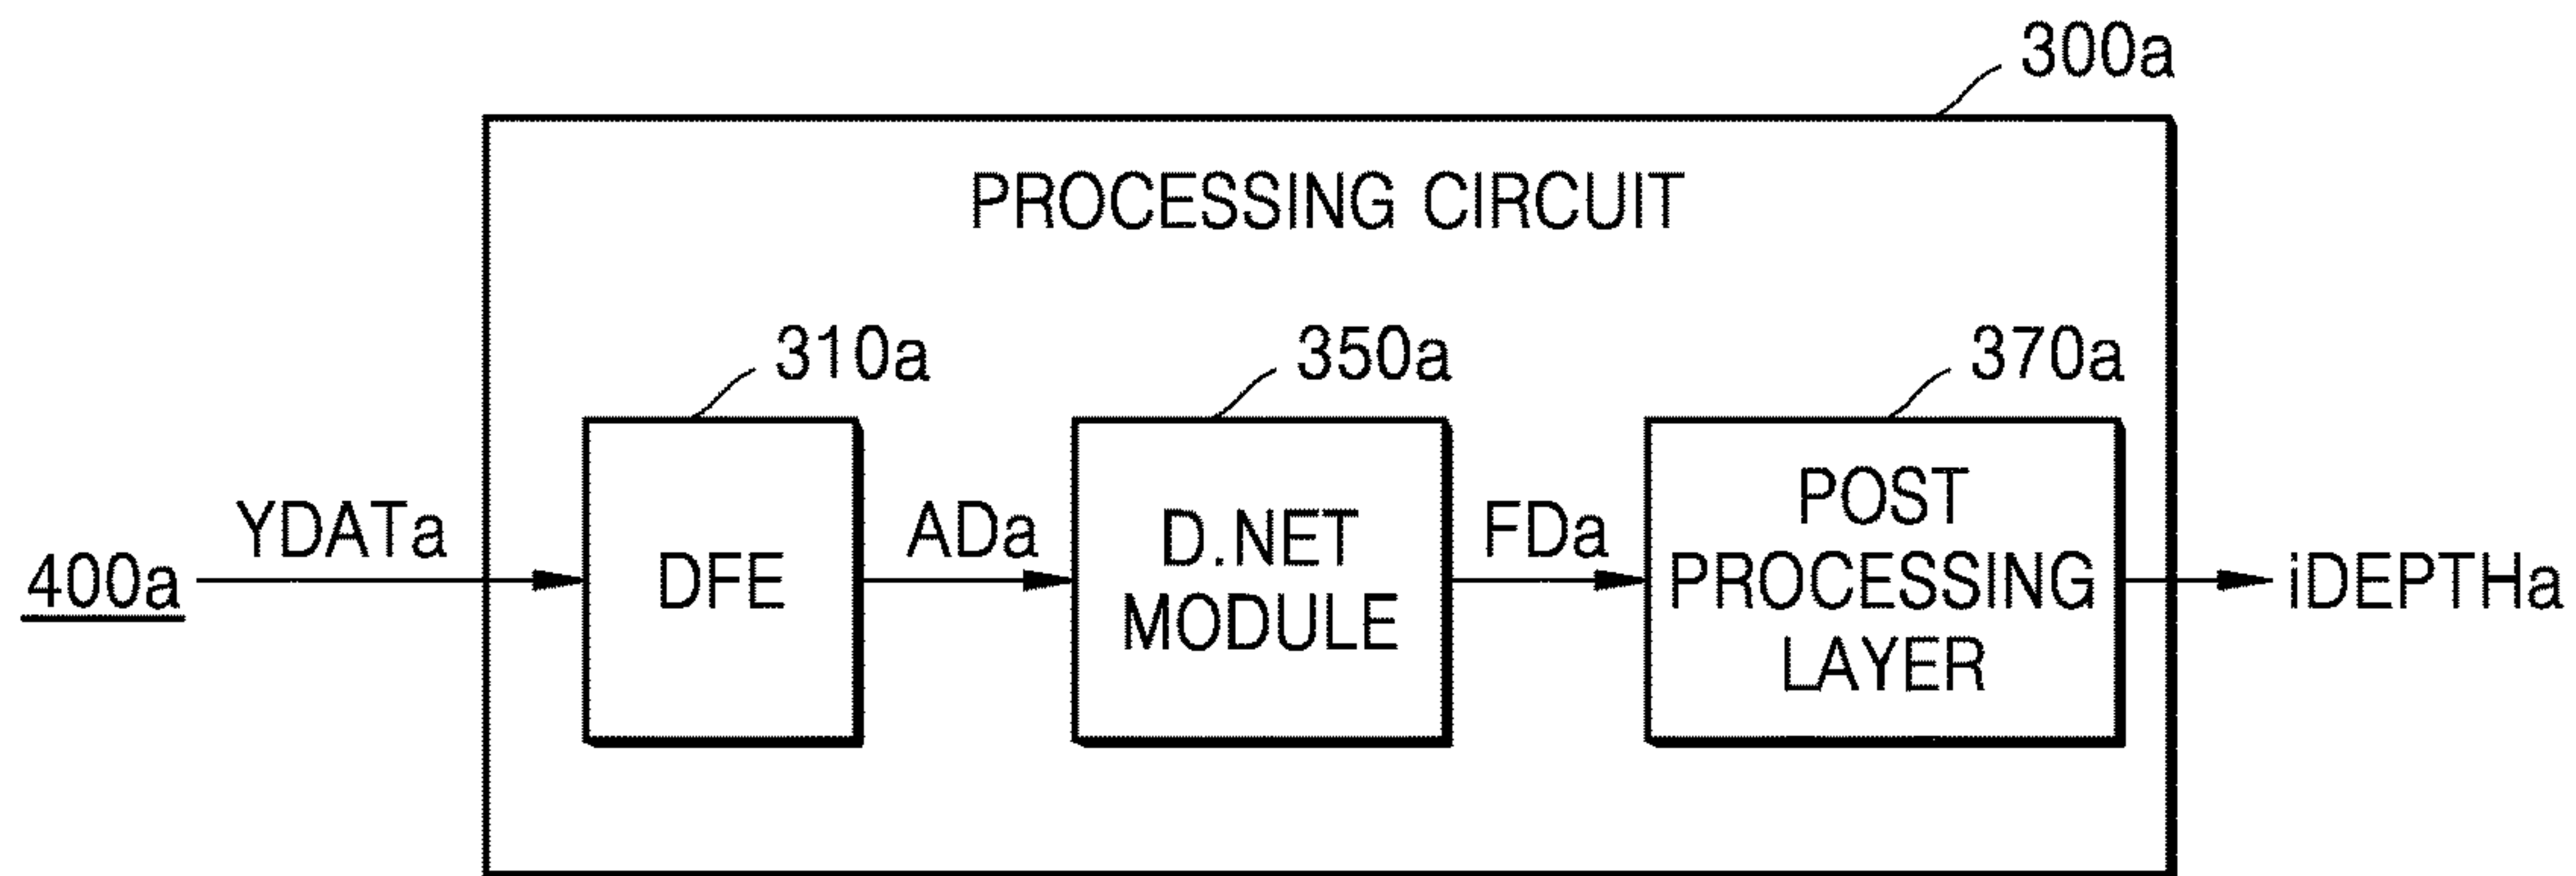 300a
PROCESSING CIRCUIT
310a
350a
370a
400a
YDATa
DFE
ADa
D.NET
MODULE
FDa
POST
PROCESSING
LAYER
iDEPTHa